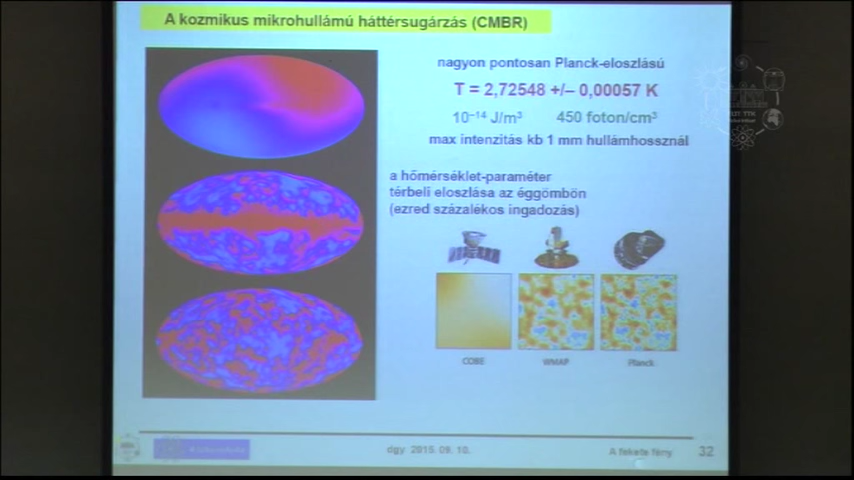 A kozmikus mikrohullámú háttérsugárzás (CMBR)
nagyon pontosan Planck-eloszlású
T = 2,72548 +/– 0,00057 K
10⁻¹⁴ J/m³ 450 foton/cm³
max intenzitás kb 1 mm hullámhossznál
a hőmérséklet-paraméter
térbeli eloszlása az éggömbön
(ezred százalékos ingadozás)
COBE WMAP Planck
dgy 2015. 09. 10.
A fekete fény
32